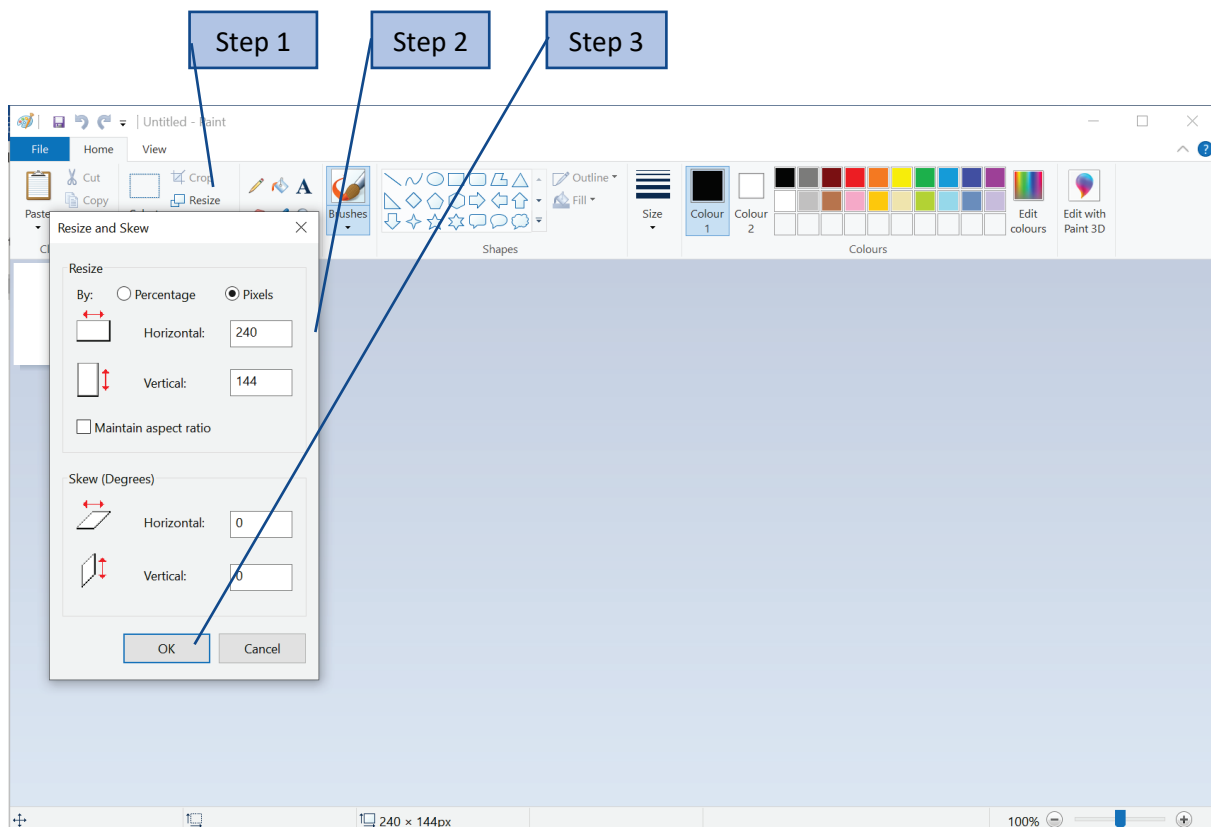 Step 1 Step 2 Step 3
Untitled - Paint
File Home View
Cut Crop Outline
Copy Resize Fill
Paste Brushes Size Colour 1 Colour 2 Edit colours Edit with Paint 3D
Shapes Colours
Resize and Skew
Resize
By: Percentage Pixels
Horizontal: 240
Vertical: 144
Maintain aspect ratio
Skew (Degrees)
Horizontal: 0
Vertical: 0
OK Cancel
240 × 144px 100%